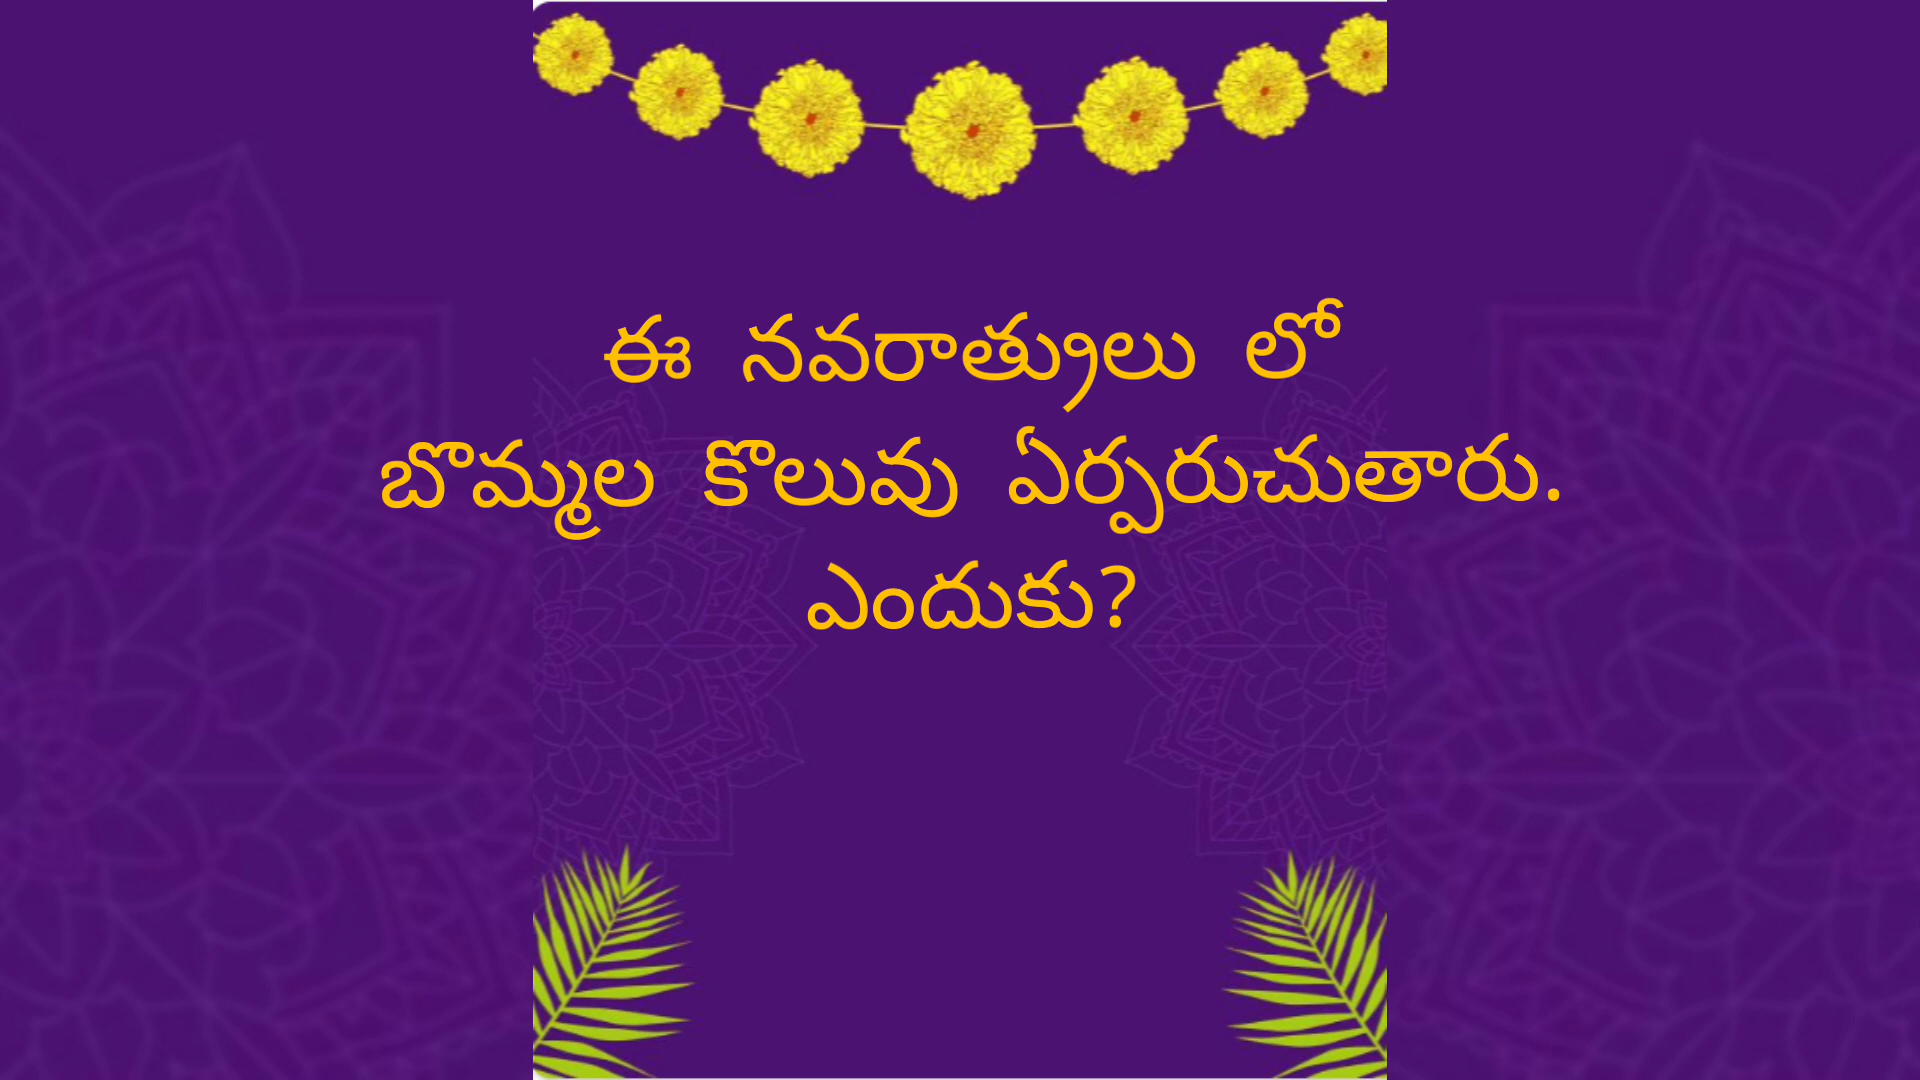 ఈ నవరాత్రులు లో
బొమ్మల కొలువు ఏర్పరుచుతారు.
ఎందుకు?